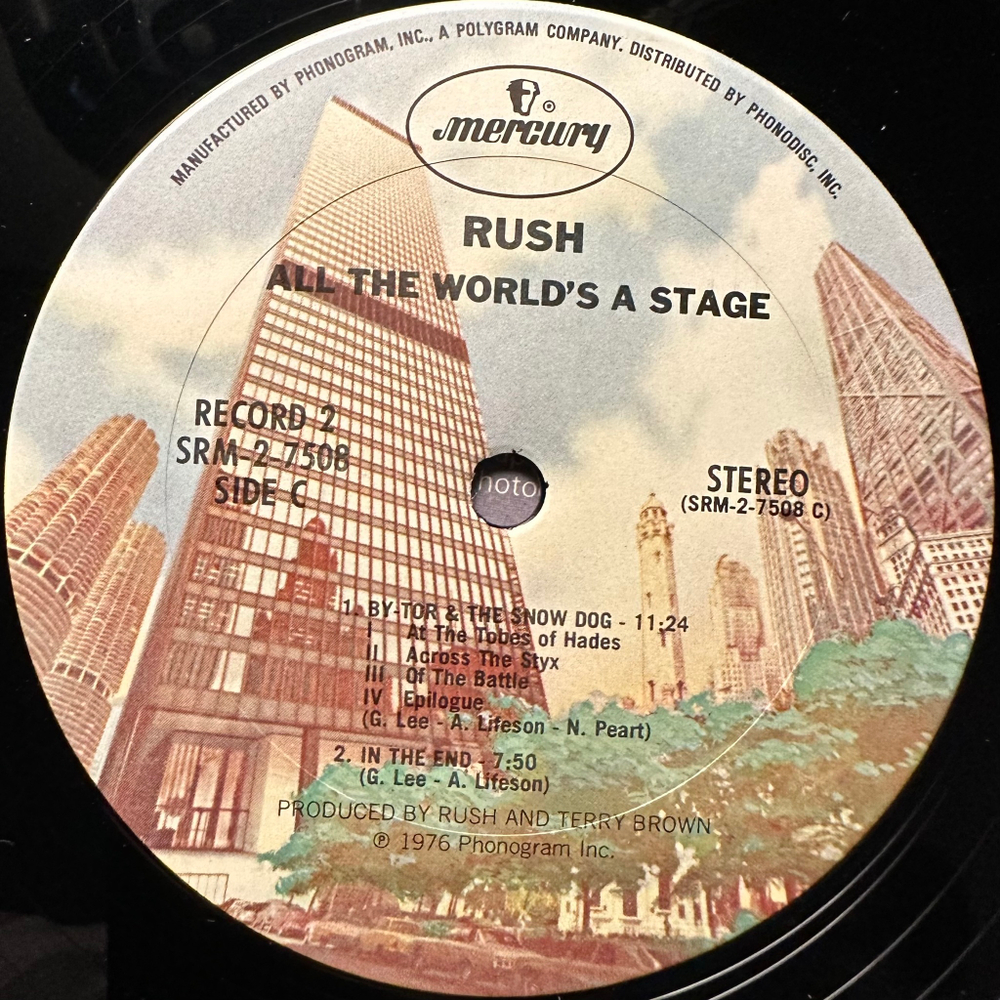 MANUFACTURED BY PHONOGRAM, INC., A POLYGRAM COMPANY. DISTRIBUTED BY PHONODISC, INC.
®
mercury
RUSH
ALL THE WORLD'S A STAGE
RECORD 2
SRM-2-7508
SIDE C
hoto
STEREO
(SRM-2-7508 C)
1. BY-TOR & THE SNOW DOG - 11:24
I At The Tobes of Hades
II Across The Styx
III Of The Battle
IV Epilogue
(G. Lee - A. Lifeson - N. Peart)
2. IN THE END - 7:50
(G. Lee - A. Lifeson)
PRODUCED BY RUSH AND TERRY BROWN
℗ 1976 Phonogram Inc.